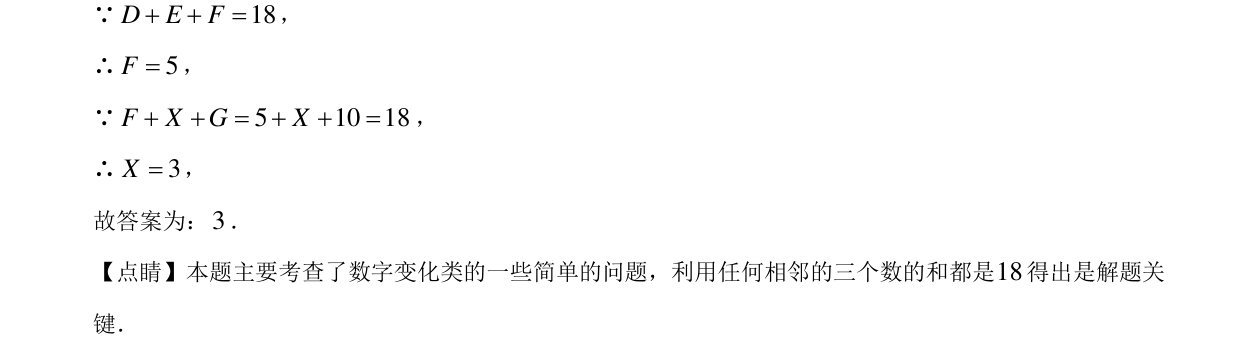 ∵ D + E + F = 18，
∴ F = 5，
∵ F + X + G = 5 + X + 10 = 18，
∴ X = 3，
故答案为：3．
【点睛】本题主要考查了数字变化类的一些简单的问题，利用任何相邻的三个数的和都是18得出是解题关
键．